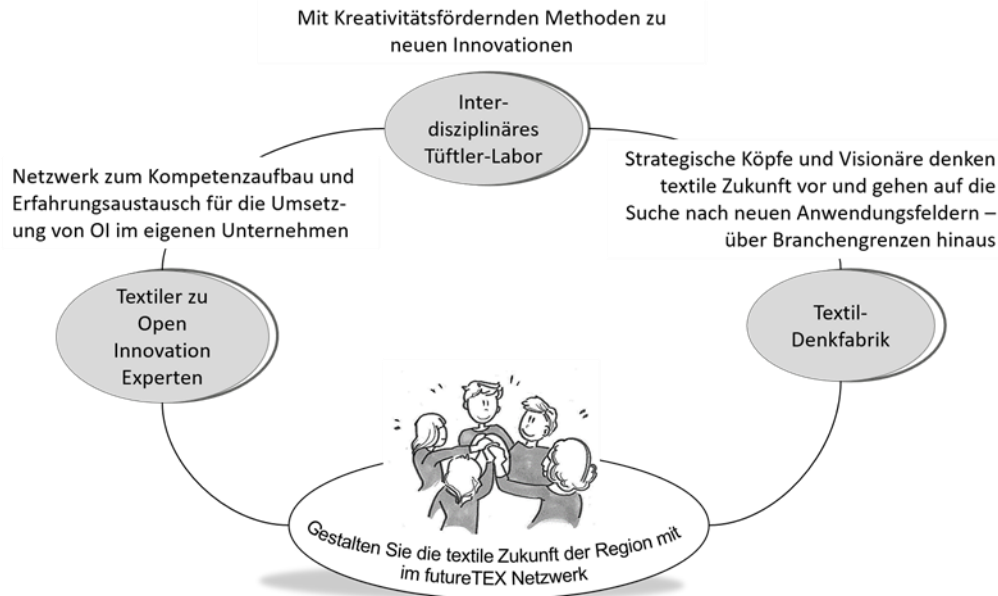 Mit Kreativitätsfördernden Methoden zu
neuen Innovationen
Inter-
disziplinäres
Tüftler-Labor
Netzwerk zum Kompetenzaufbau und
Erfahrungsaustausch für die Umsetz-
ung von OI im eigenen Unternehmen
Strategische Köpfe und Visionäre denken
textile Zukunft vor und gehen auf die
Suche nach neuen Anwendungsfeldern –
über Branchengrenzen hinaus
Textiler zu
Open
Innovation
Experten
Textil-
Denkfabrik
Gestalten Sie die textile Zukunft der Region mit
im futureTEX Netzwerk